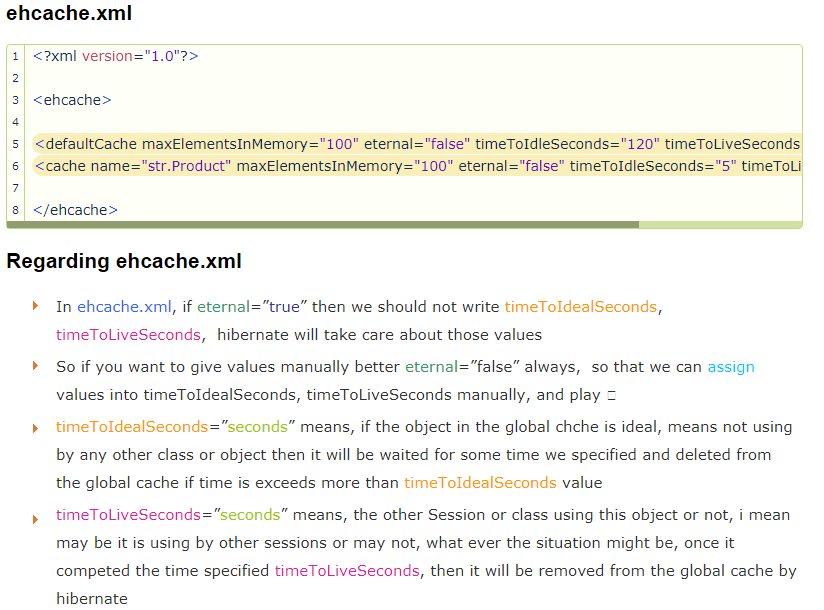 ehcache.xml
1 <?xml version="1.0"?>
2
3 <ehcache>
4
5 <defaultCache maxElementsInMemory="100" eternal="false" timeToIdleSeconds="120" timeToLiveSeconds
6 <cache name="str.Product" maxElementsInMemory="100" eternal="false" timeToIdleSeconds="5" timeToLi
7
8 </ehcache>
Regarding ehcache.xml
In ehcache.xml, if eternal=”true” then we should not write timeToIdealSeconds,
timeToLiveSeconds,  hibernate will take care about those values
So if you want to give values manually better eternal=”false” always,  so that we can assign
values into timeToIdealSeconds, timeToLiveSeconds manually, and play
timeToIdealSeconds=”seconds” means, if the object in the global chche is ideal, means not using
by any other class or object then it will be waited for some time we specified and deleted from
the global cache if time is exceeds more than timeToIdealSeconds value
timeToLiveSeconds=”seconds” means, the other Session or class using this object or not, i mean
may be it is using by other sessions or may not, what ever the situation might be, once it
competed the time specified timeToLiveSeconds, then it will be removed from the global cache by
hibernate